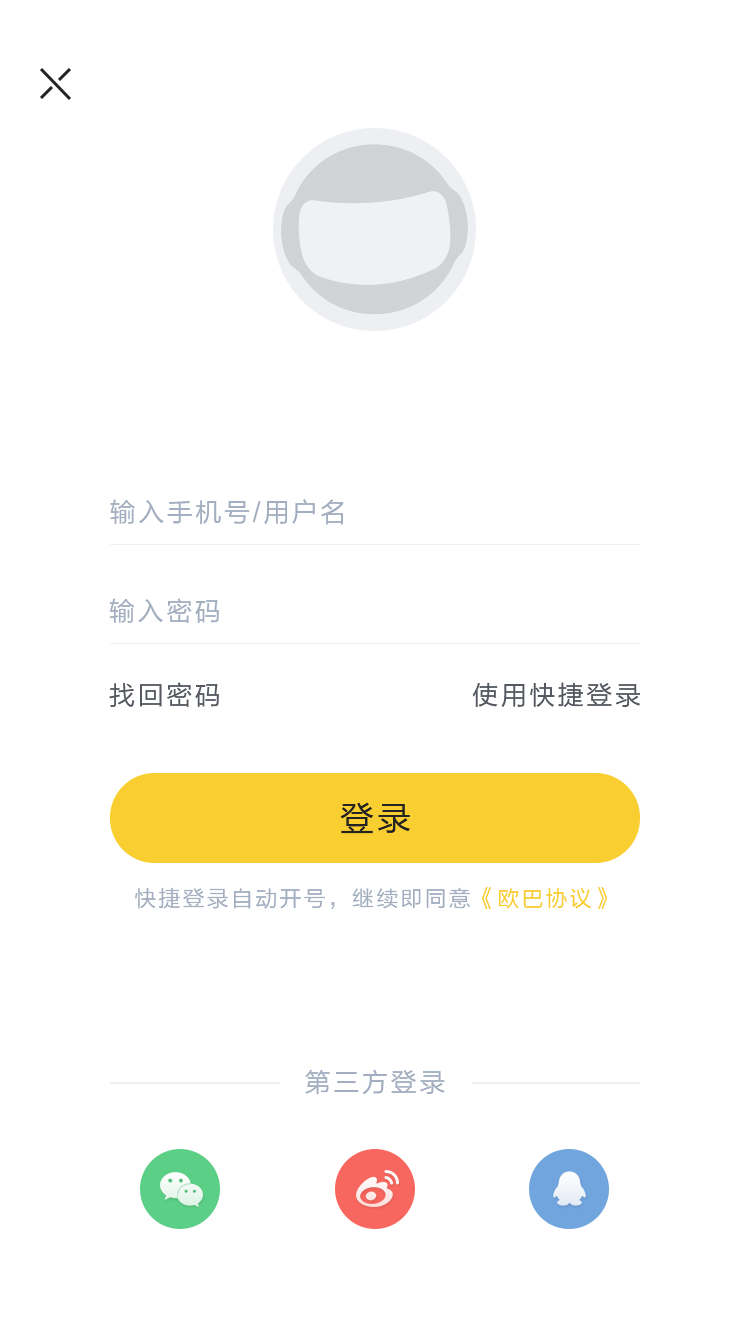 输入手机号/用户名
输入密码
找回密码 使用快捷登录
登录
快捷登录自动开号，继续即同意《欧巴协议》
第三方登录